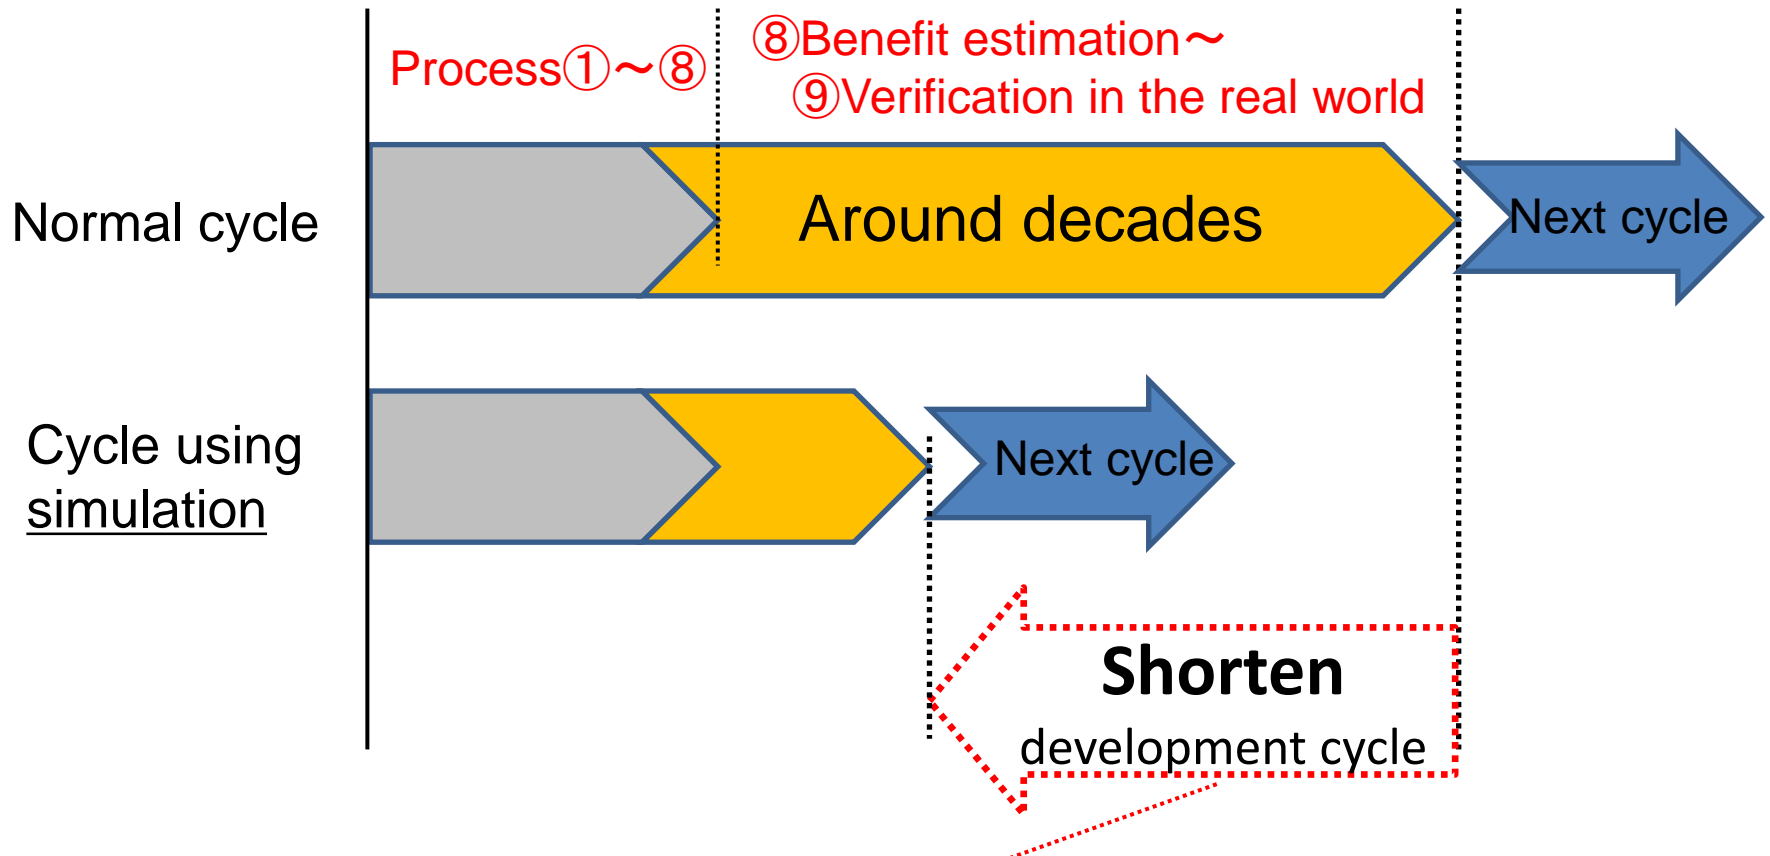 Process①～⑧
⑧Benefit estimation～
⑨Verification in the real world
Normal cycle
Around decades
Next cycle
Cycle using
simulation
Next cycle
Shorten
development cycle